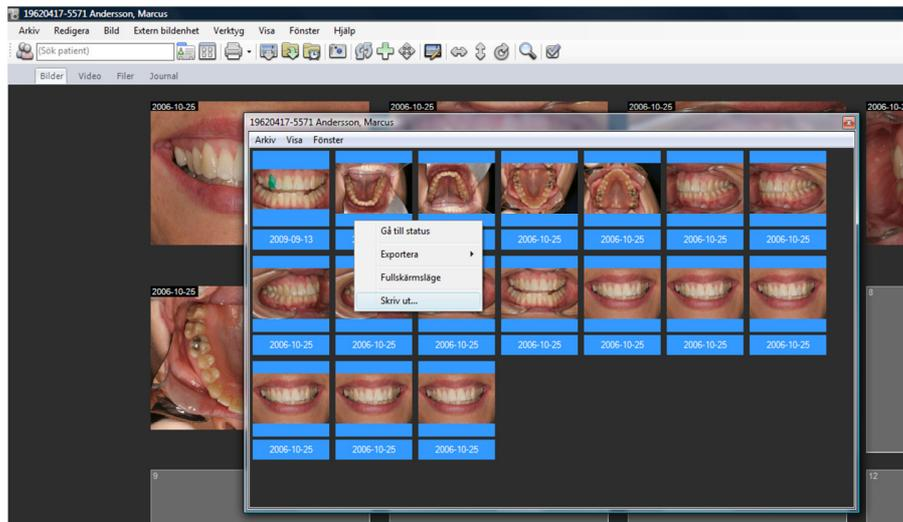 19620417-5571 Andersson, Marcus
Arkiv Redigera Bild Extern bildenhet Verktyg Visa Fönster Hjälp
(Sök patient)
Bilder Video Filer Journal
2006-10-25 2006-10-25 2006-10-25
19620417-5571 Andersson, Marcus
Arkiv Visa Fönster
2009-09-13 2006-10-25 2006-10-25 2006-10-25 2006-10-25
Gå till status
Exportera
Fullskärmsläge
Skriv ut...
2006-10-25
8
2006-10-25 2006-10-25 2006-10-25 2006-10-25 2006-10-25 2006-10-25 2006-10-25
2006-10-25 2006-10-25 2006-10-25
9
12